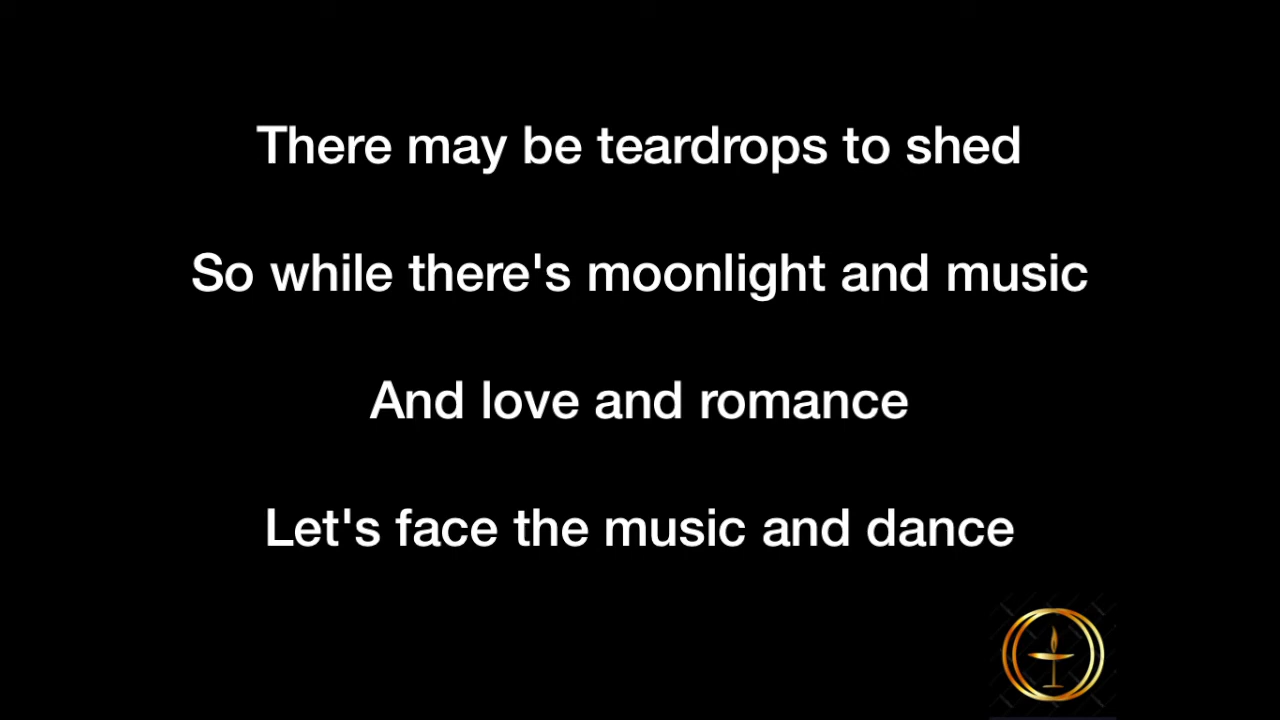 There may be teardrops to shed
So while there's moonlight and music
And love and romance
Let's face the music and dance